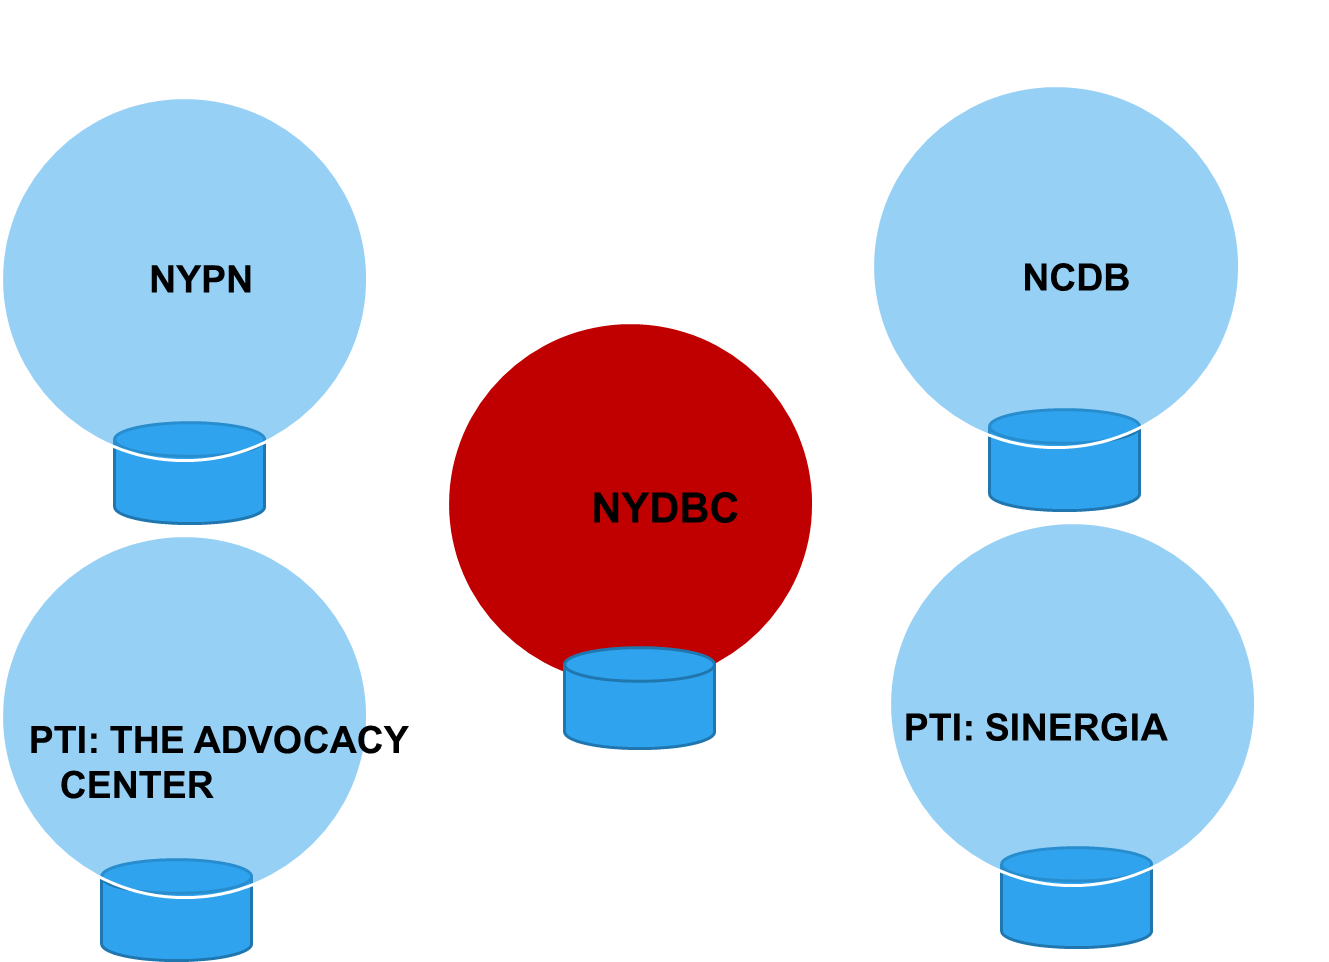 NYPN
NCDB
NYDBC
PTI: THE ADVOCACY
CENTER
PTI: SINERGIA